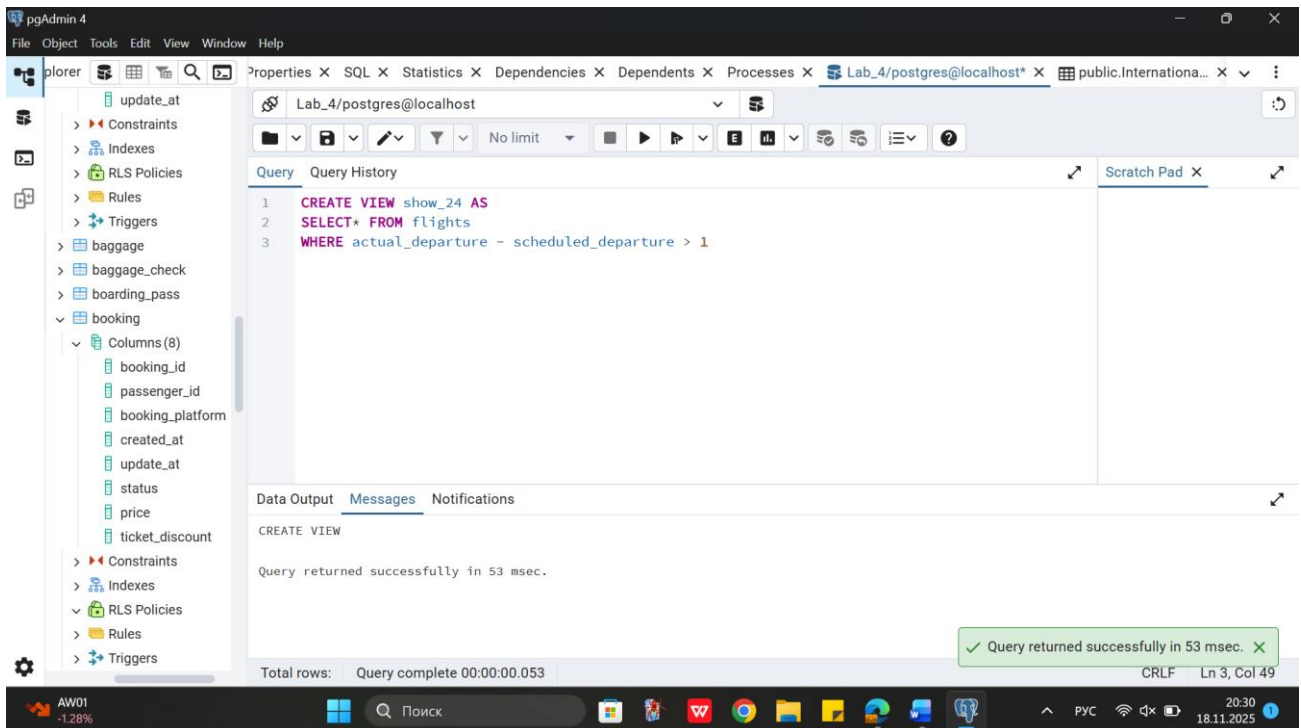 pgAdmin 4
File Object Tools Edit View Window Help
plorer
Properties X SQL X Statistics X Dependencies X Dependents X Processes X Lab_4/postgres@localhost* X public.Internationa... X
update_at
Constraints
Indexes
RLS Policies
Rules
Triggers
baggage
baggage_check
boarding_pass
booking
Columns (8)
booking_id
passenger_id
booking_platform
created_at
update_at
status
price
ticket_discount
Constraints
Indexes
RLS Policies
Rules
Triggers
Lab_4/postgres@localhost
No limit
E
Query Query History
Scratch Pad X
1 CREATE VIEW show_24 AS
2 SELECT* FROM flights
3 WHERE actual_departure - scheduled_departure > 1
Data Output Messages Notifications
CREATE VIEW
Query returned successfully in 53 msec.
Query returned successfully in 53 msec. X
Total rows: Query complete 00:00:00.053 CRLF Ln 3, Col 49
AW01
-1.28%
Поиск
РУС
20:30
18.11.2025
1